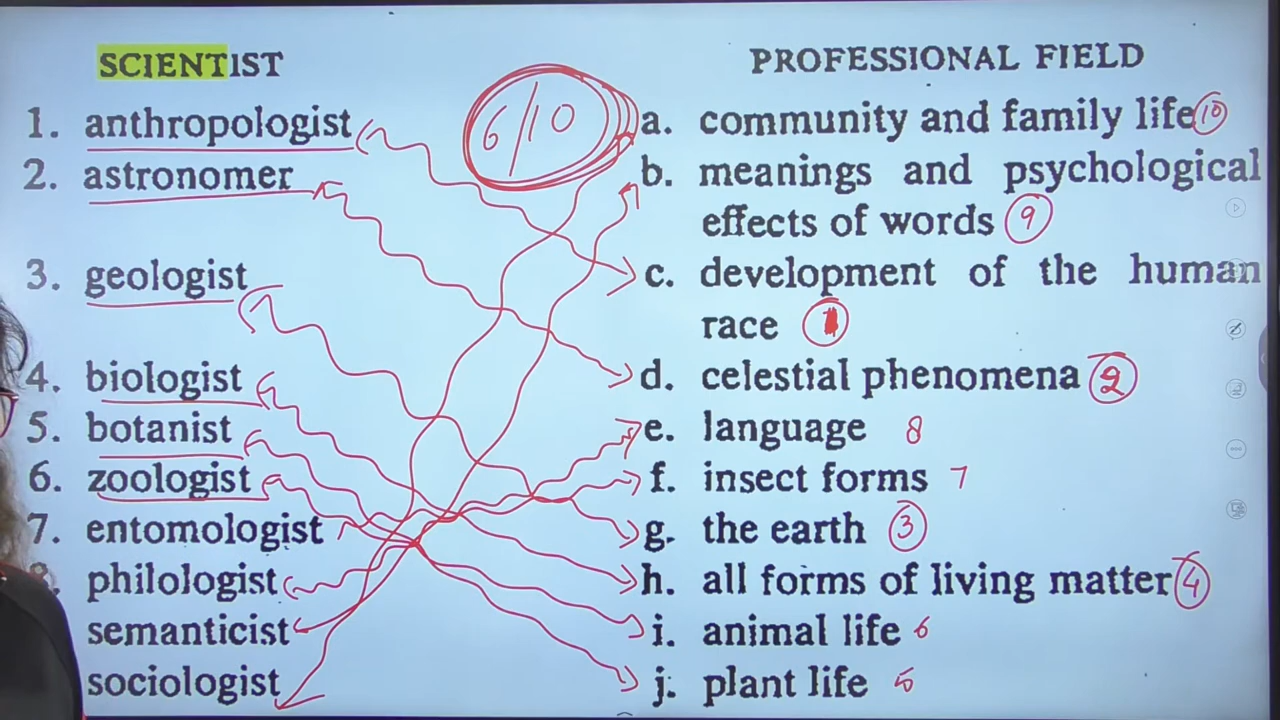 SCIENTIST
PROFESSIONAL FIELD
6/10
1. anthropologist
2. astronomer
3. geologist
4. biologist
5. botanist
6. zoologist
7. entomologist
philologist
semanticist
sociologist
a. community and family life 10
b. meanings and psychological
effects of words 9
c. development of the human
race 1
d. celestial phenomena 2
e. language 8
f. insect forms 7
g. the earth 3
h. all forms of living matter 4
i. animal life 6
j. plant life 5